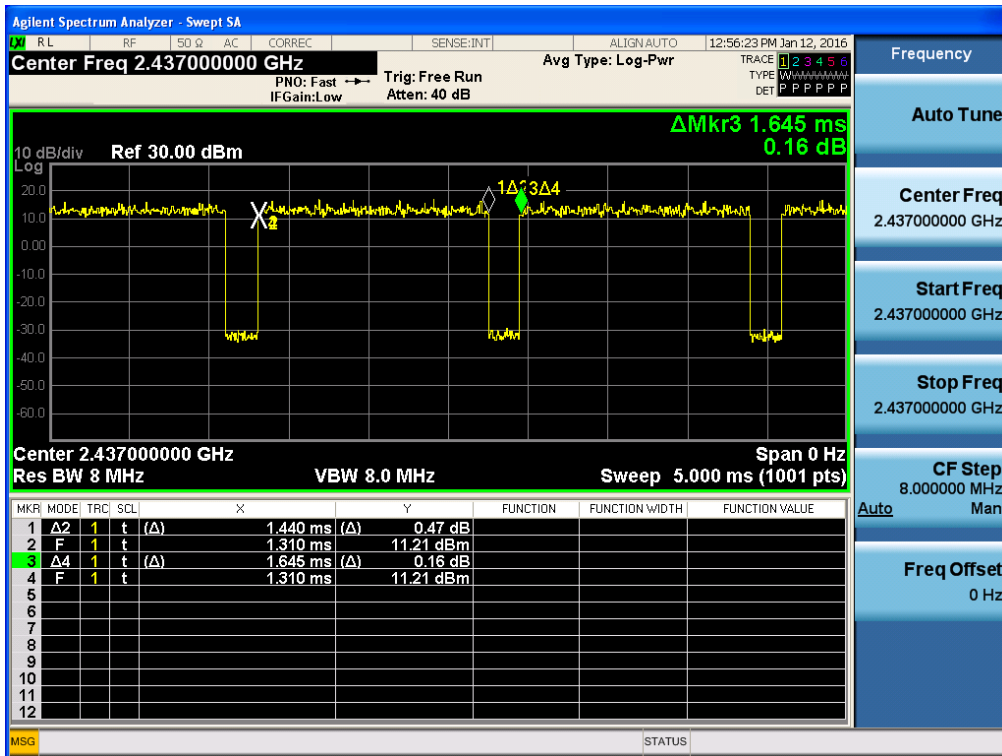 Agilent Spectrum Analyzer - Swept SA
LXI RL RF 50 Ω AC CORREC SENSE:INT ALIGN AUTO 12:56:23 PM Jan 12, 2016
Center Freq 2.437000000 GHz
PNO: Fast
IFGain:Low
Trig: Free Run
Atten: 40 dB
Avg Type: Log-Pwr
TRACE 1 2 3 4 5 6
TYPE W
DET P P P P P P
ΔMkr3 1.645 ms
0.16 dB
10 dB/div Ref 30.00 dBm
Log
20.0
10.0
0.00
-10.0
-20.0
-30.0
-40.0
-50.0
-60.0
1Δ2 3Δ4
X
Center 2.437000000 GHz Span 0 Hz
Res BW 8 MHz VBW 8.0 MHz Sweep 5.000 ms (1001 pts)
MKR MODE TRC SCL X Y FUNCTION FUNCTION WIDTH FUNCTION VALUE
1 Δ2 1 t (Δ) 1.440 ms (Δ) 0.47 dB
2 F 1 t 1.310 ms 11.21 dBm
3 Δ4 1 t (Δ) 1.645 ms (Δ) 0.16 dB
4 F 1 t 1.310 ms 11.21 dBm
5
6
7
8
9
10
11
12
MSG STATUS
Frequency
Auto Tune
Center Freq
2.437000000 GHz
Start Freq
2.437000000 GHz
Stop Freq
2.437000000 GHz
CF Step
8.000000 MHz
Auto Man
Freq Offset
0 Hz